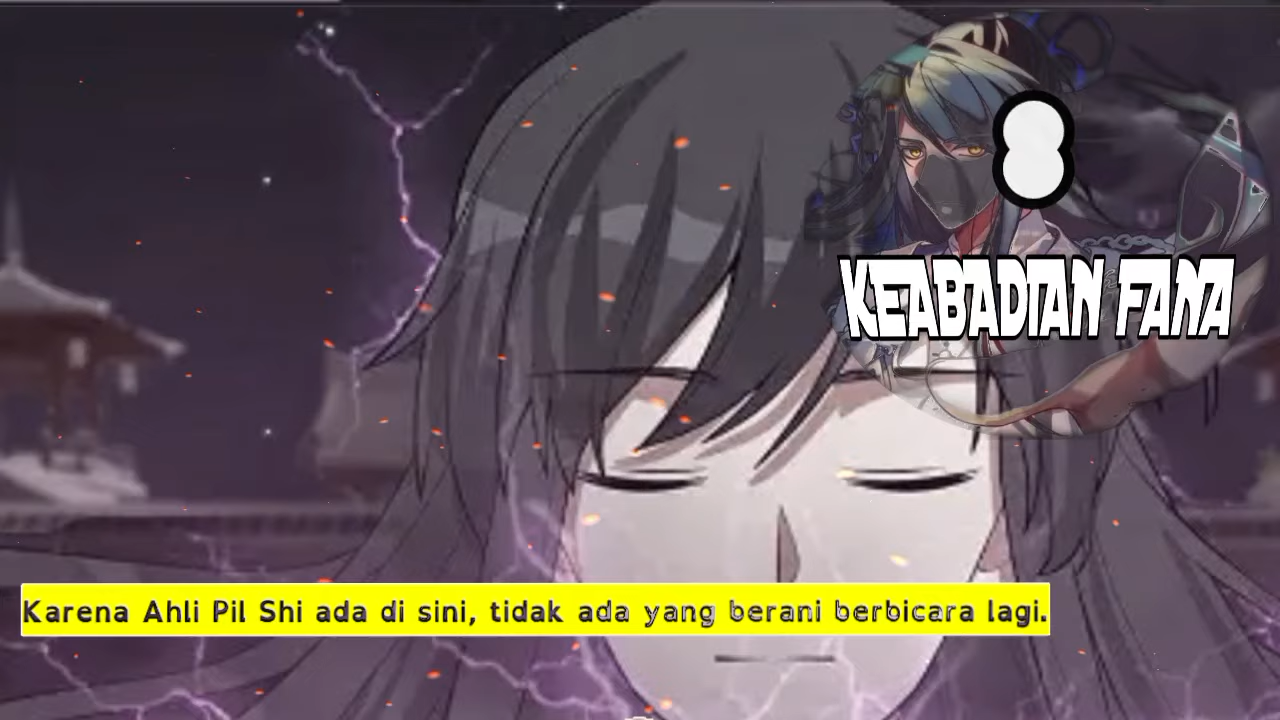 8
KEABADIAN FANA
Karena Ahli Pil Shi ada di sini, tidak ada yang berani berbicara lagi.